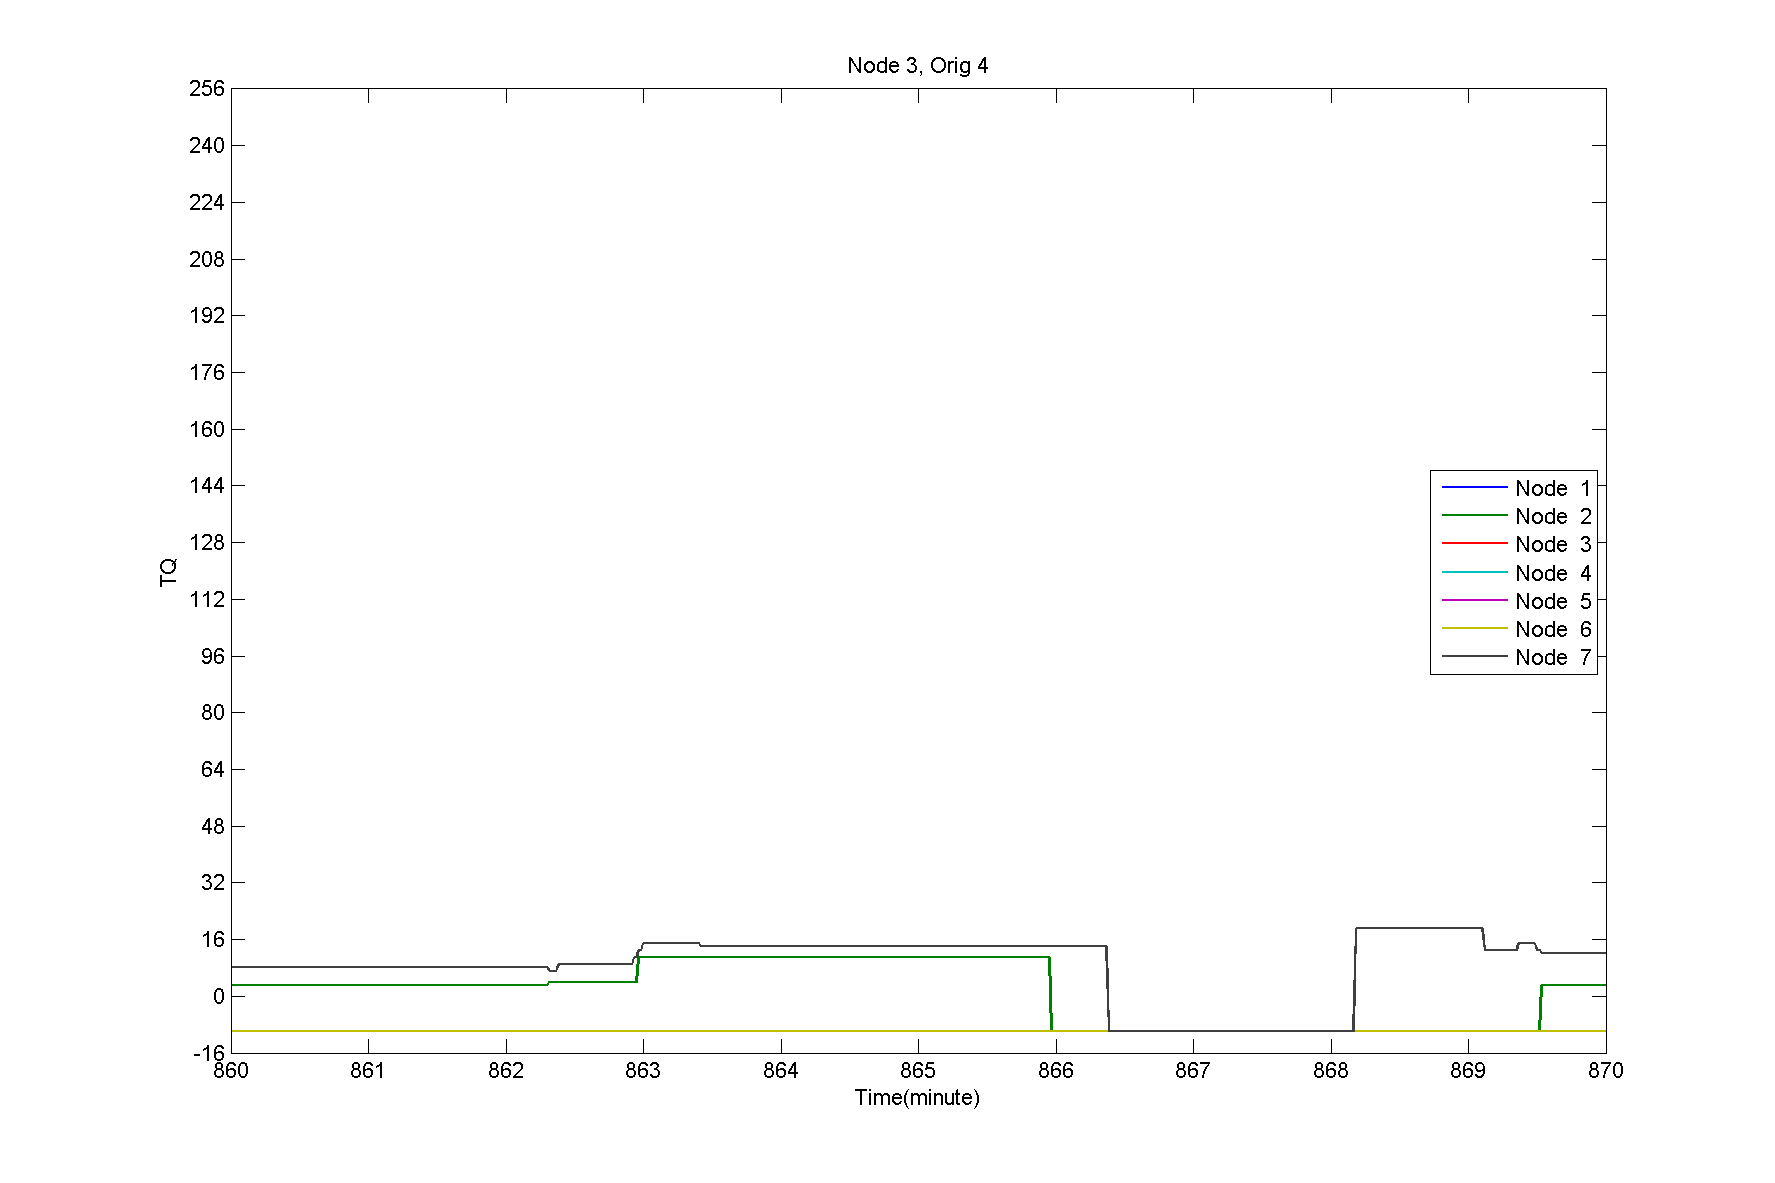 Node 3, Orig 4
256
240
224
208
192
176
160
144
128
112
96
80
64
48
32
16
0
-16
TQ
Node 1
Node 2
Node 3
Node 4
Node 5
Node 6
Node 7
860 861 862 863 864 865 866 867 868 869 870
Time(minute)